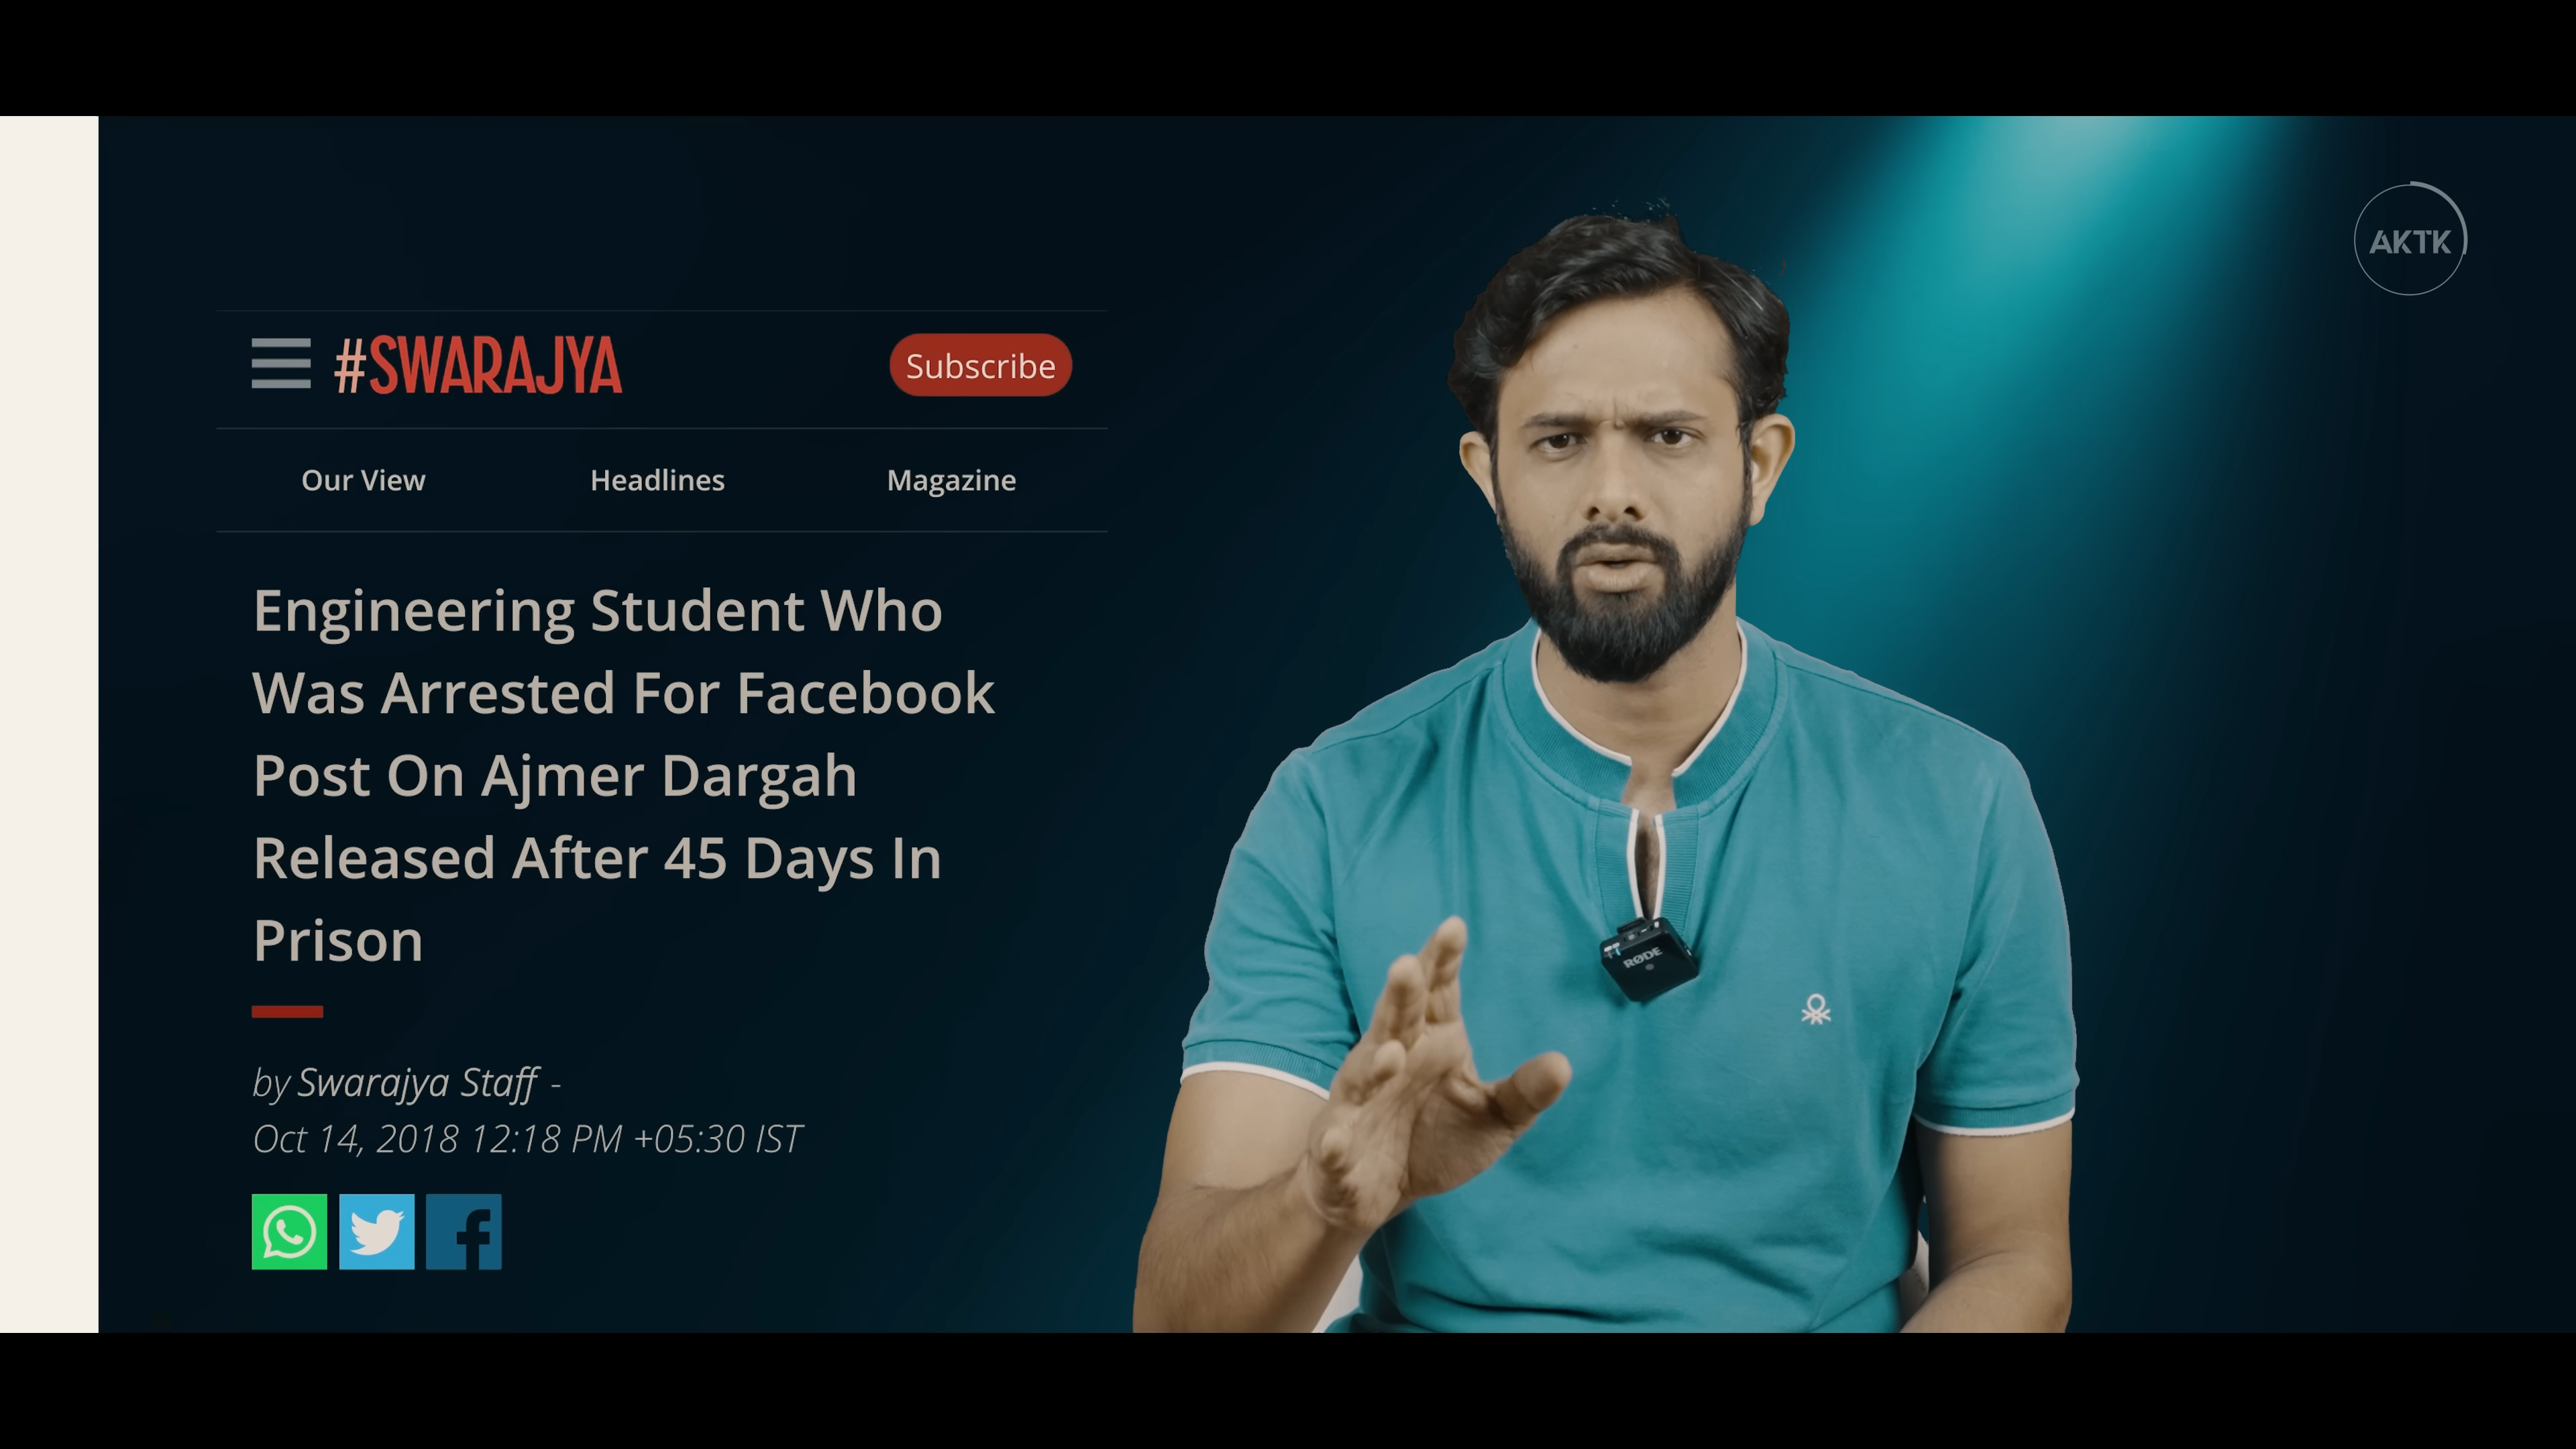 #SWARAJYA
Subscribe
Our View
Headlines
Magazine
Engineering Student Who
Was Arrested For Facebook
Post On Ajmer Dargah
Released After 45 Days In
Prison
by Swarajya Staff -
Oct 14, 2018 12:18 PM +05:30 IST
AKTK
RØDE